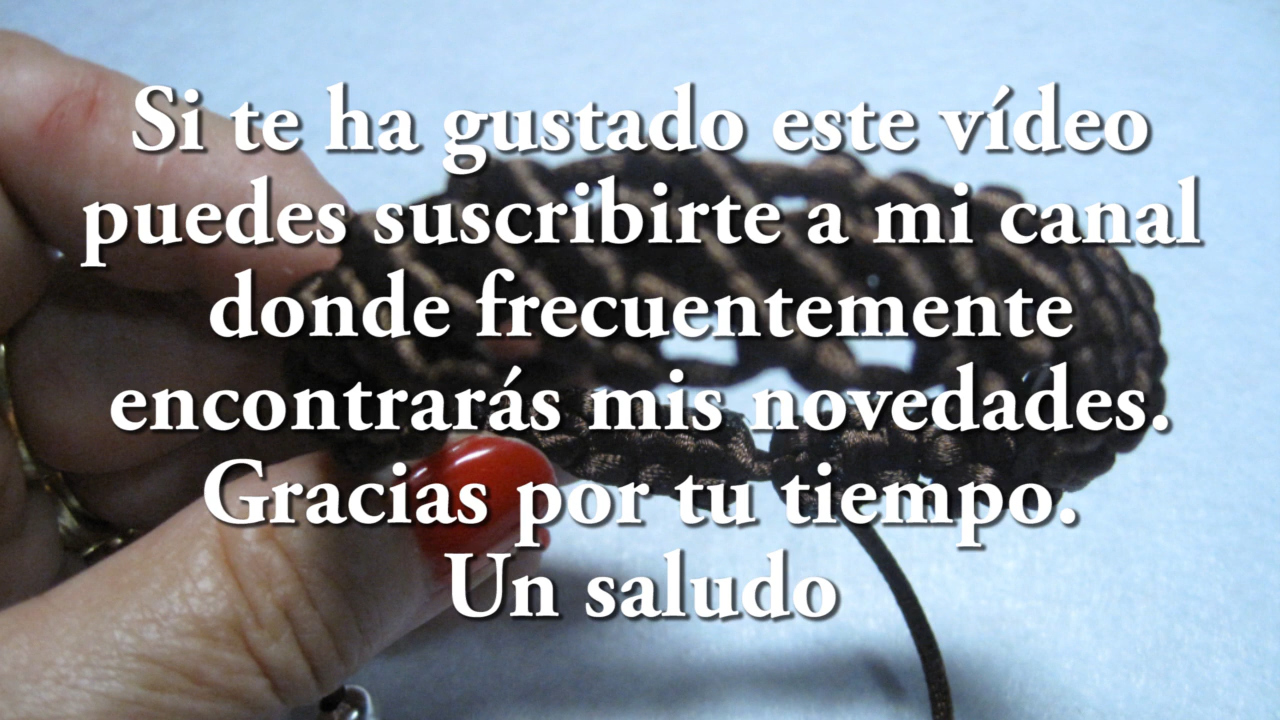 Si te ha gustado este vídeo
puedes suscribirte a mi canal
donde frecuentemente
encontrarás mis novedades.
Gracias por tu tiempo.
Un saludo